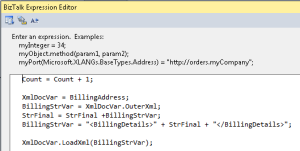 BizTalk Expression Editor
Enter an expression. Examples:
myInteger = 34;
myObject.method(param1, param2);
myPort(Microsoft.XLANGs.BaseTypes.Address) = "http://orders.myCompany";
Count = Count + 1;
XmlDocVar = BillingAddress;
BillingStrVar = XmlDocVar.OuterXml;
StrFinal = StrFinal +BillingStrVar;
BillingStrVar = "<BillingDetails>" + StrFinal + "</BillingDetails>";
XmlDocVar.LoadXml(BillingStrVar);